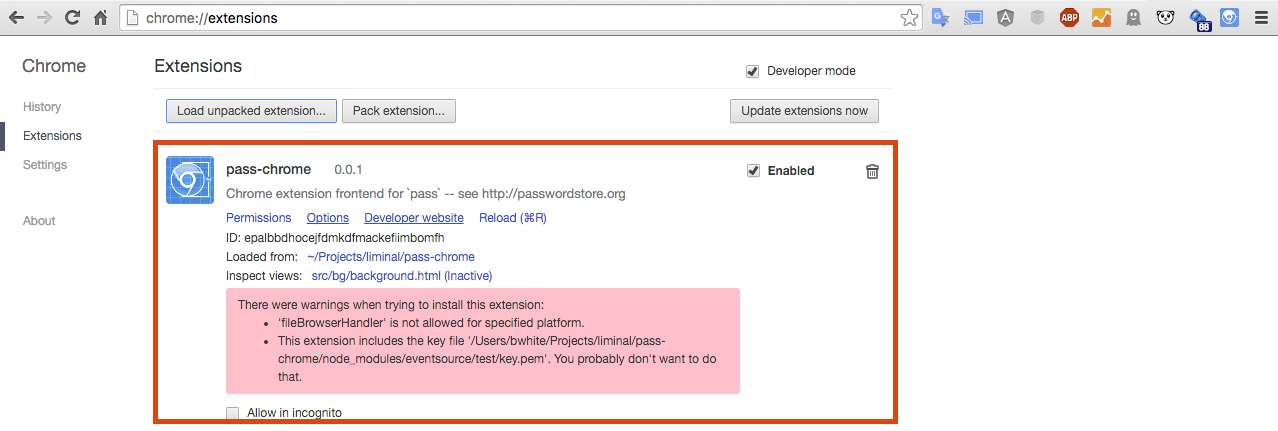 chrome://extensions
ABP
88
Chrome
Extensions
Developer mode
History
Load unpacked extension...
Pack extension...
Update extensions now
Extensions
Settings
pass-chrome 0.0.1
Enabled
Chrome extension frontend for `pass` -- see http://passwordstore.org
Permissions Options Developer website Reload (⌘R)
About
ID: epalbbdhocejfdmkdfmackefiimbomfh
Loaded from: ~/Projects/liminal/pass-chrome
Inspect views: src/bg/background.html (Inactive)
There were warnings when trying to install this extension:
• 'fileBrowserHandler' is not allowed for specified platform.
• This extension includes the key file '/Users/bwhite/Projects/liminal/pass-
chrome/node_modules/eventsource/test/key.pem'. You probably don't want to do
that.
Allow in incognito